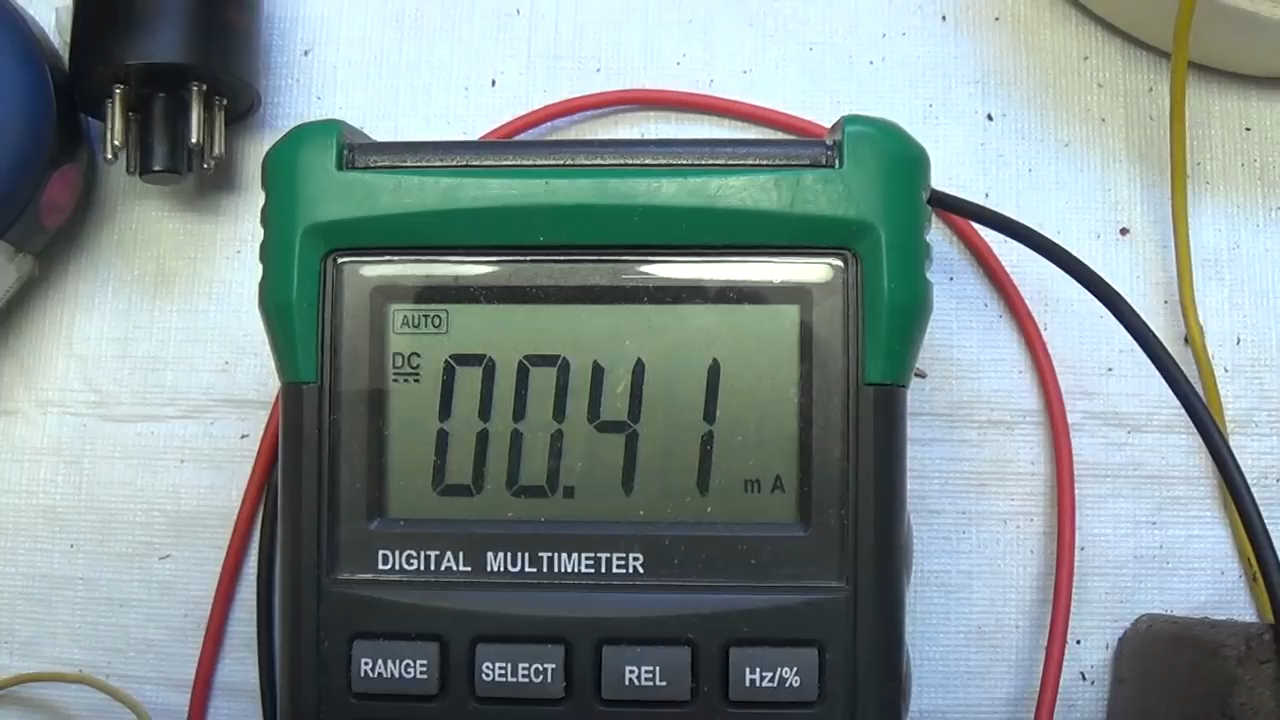 AUTO
DC
00.41 mA
DIGITAL MULTIMETER
RANGE SELECT REL Hz/%